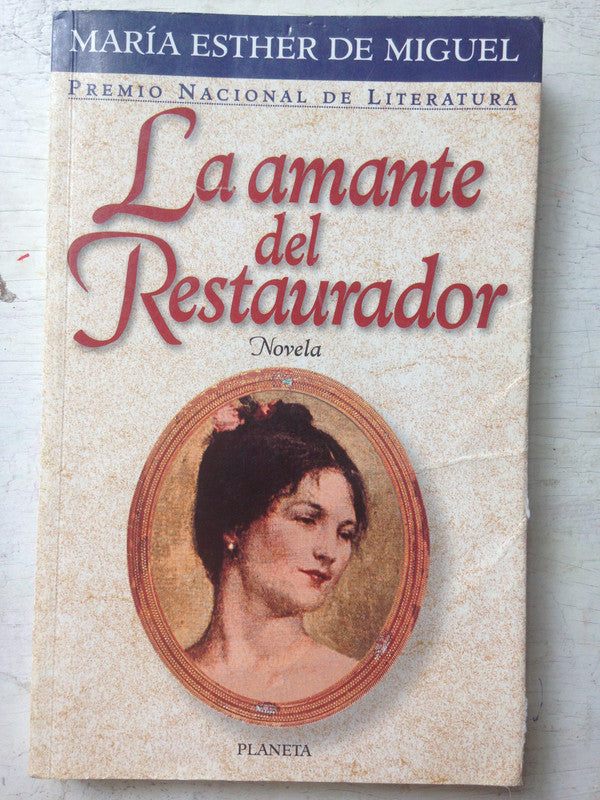 MARÍA ESTHER DE MIGUEL
PREMIO NACIONAL DE LITERATURA
La amante
del
Restaurador
Novela
PLANETA